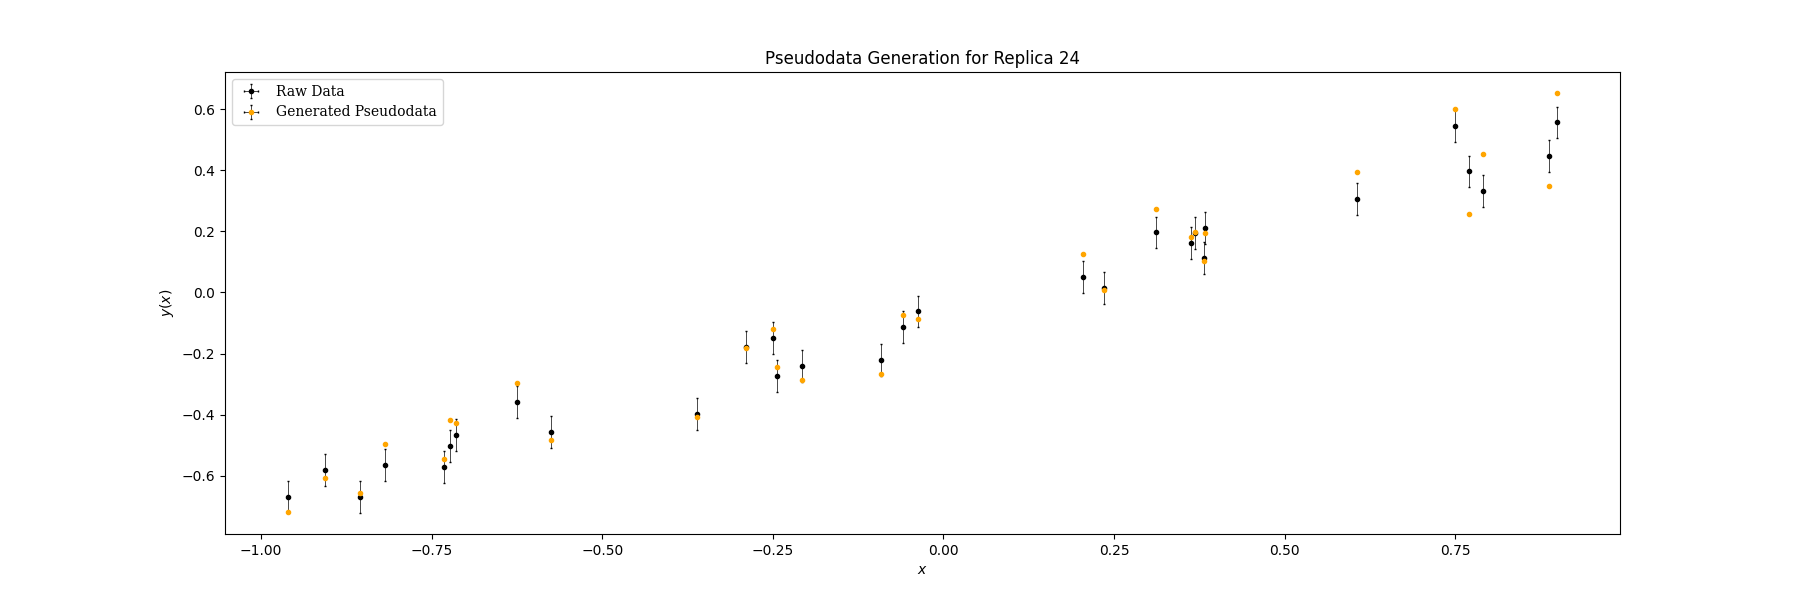 Pseudodata Generation for Replica 24
Raw Data
Generated Pseudodata
y(x)
0.6
0.4
0.2
0.0
−0.2
−0.4
−0.6
−1.00 −0.75 −0.50 −0.25 0.00 0.25 0.50 0.75
x